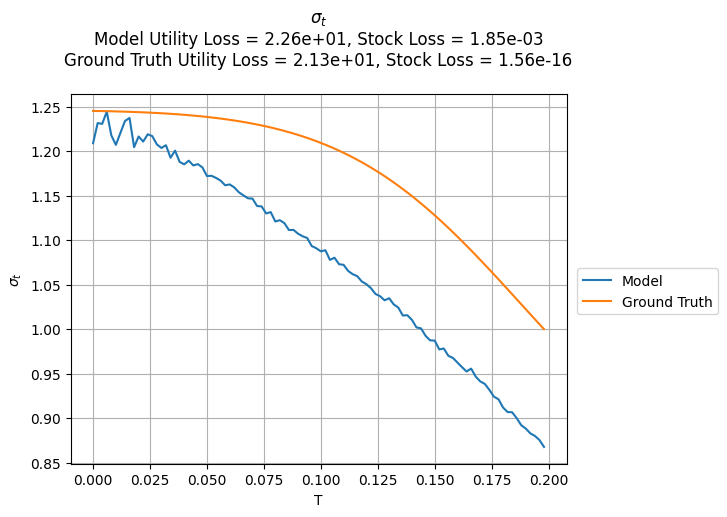 σt
Model Utility Loss = 2.26e+01, Stock Loss = 1.85e-03
Ground Truth Utility Loss = 2.13e+01, Stock Loss = 1.56e-16
1.25
1.20
1.15
1.10
1.05
1.00
0.95
0.90
0.85
σt
Model
Ground Truth
0.000 0.025 0.050 0.075 0.100 0.125 0.150 0.175 0.200
T